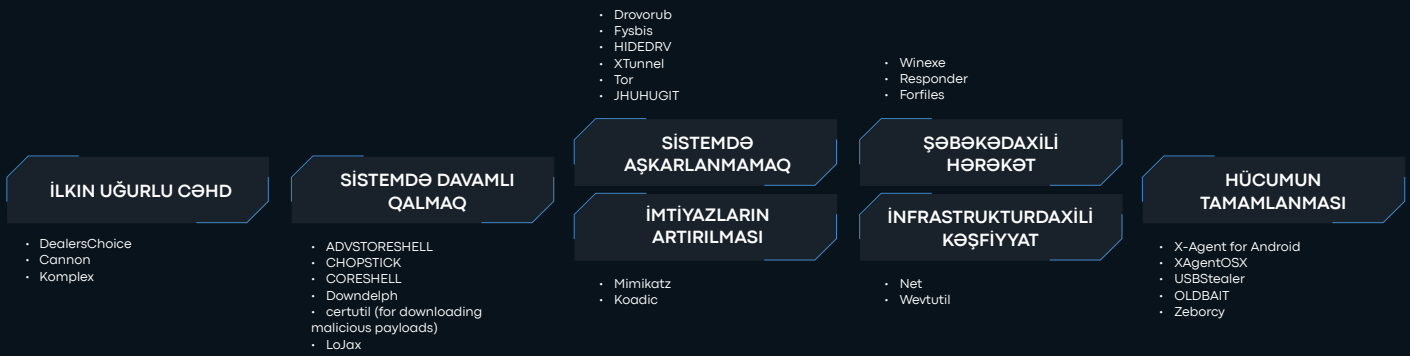 İLKIN UĞURLU CƏHD
• DealersChoice
• Cannon
• Komplex
SİSTEMDƏ DAVAMLI
QALMAQ
• ADVSTORESHELL
• CHOPSTICK
• CORESHELL
• Downdelph
• certutil (for downloading
malicious payloads)
• LoJax
• Drovorub
• Fysbis
• HIDEDRV
• XTunnel
• Tor
• JHUHUGIT
SİSTEMDƏ
AŞKARLANMAMAQ
İMTİYAZLARIN
ARTIRILMASI
• Mimikatz
• Koadic
• Winexe
• Responder
• Forfiles
ŞƏBƏKƏDAXİLİ
HƏRƏKƏT
İNFRASTRUKTURDAXİLİ
KƏŞFİYYAT
• Net
• Wevtutil
HÜCUMUN
TAMAMLANMASI
• X-Agent for Android
• XAgentOSX
• USBStealer
• OLDBAIT
• Zeborcy